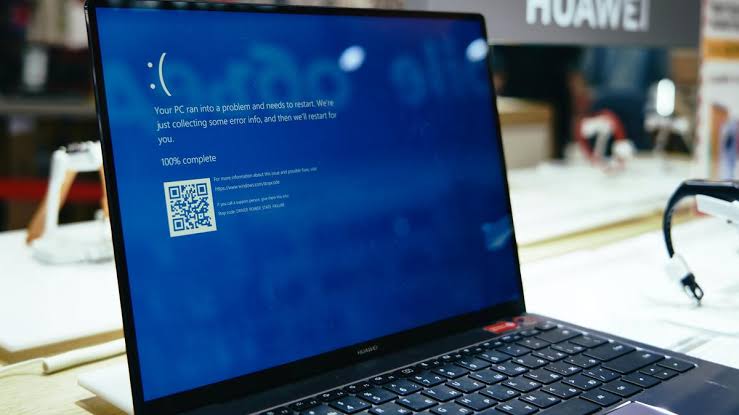 HUAWEI
:(
Your PC ran into a problem and needs to restart. We're
just collecting some error info, and then we'll restart for
you.
100% complete
For more information about this issue and possible fixes, visit
https://www.windows.com/stopcode
If you call a support person, give them this info:
Stop code: DRIVER POWER STATE FAILURE
HUAWEI